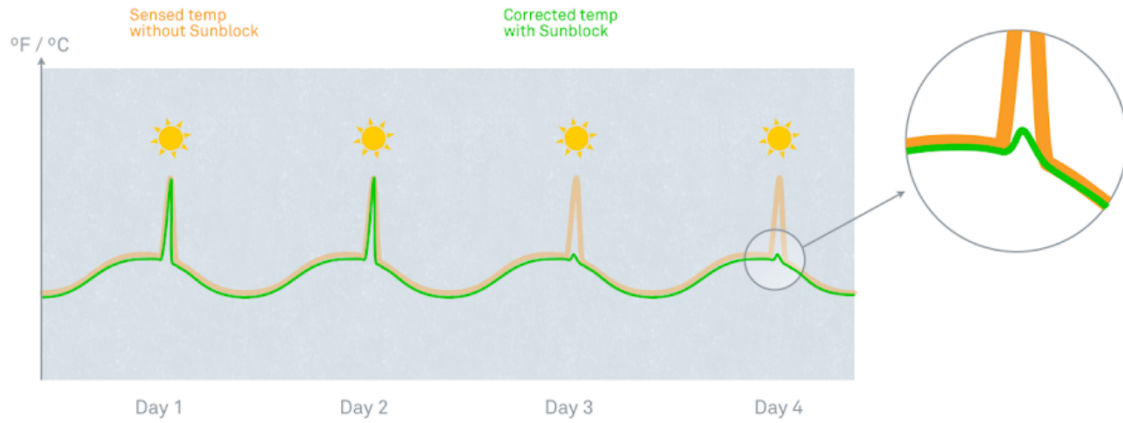 Sensed temp
without Sunblock
Corrected temp
with Sunblock
ºF / ºC
Day 1
Day 2
Day 3
Day 4